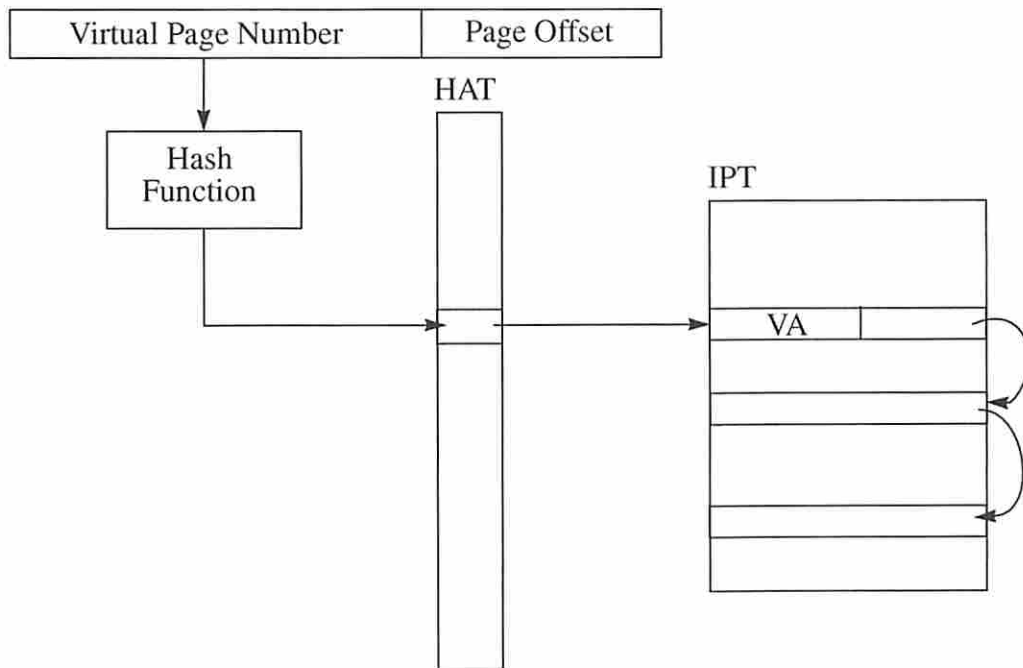 Virtual Page Number
Page Offset
HAT
Hash
Function
IPT
VA